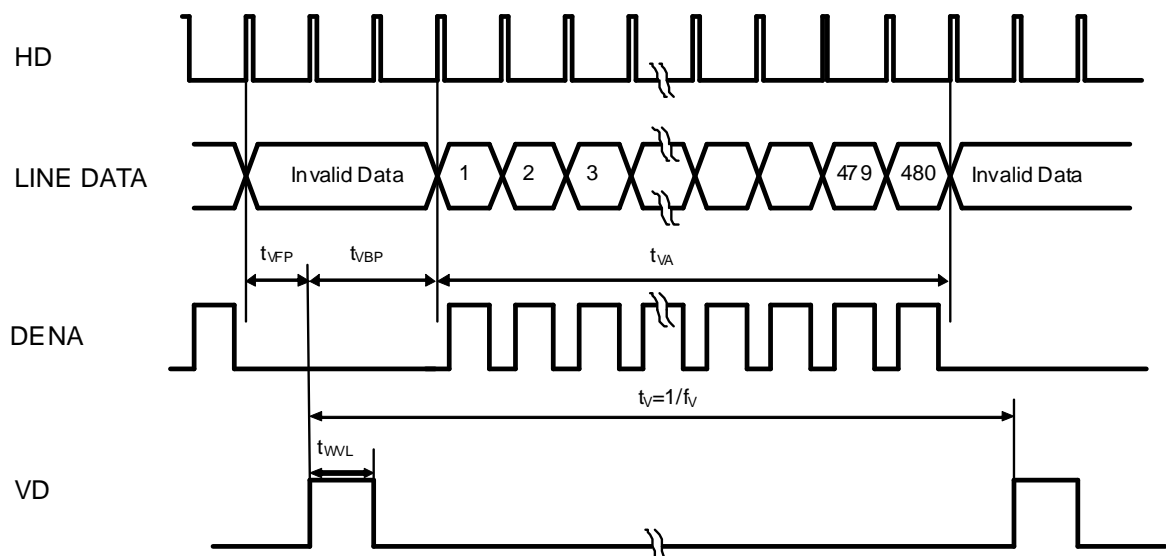 HD
LINE DATA
Invalid Data 1 2 3 479 480 Invalid Data
tVFP tVBP tVA
DENA
tV=1/fV
tWVL
VD